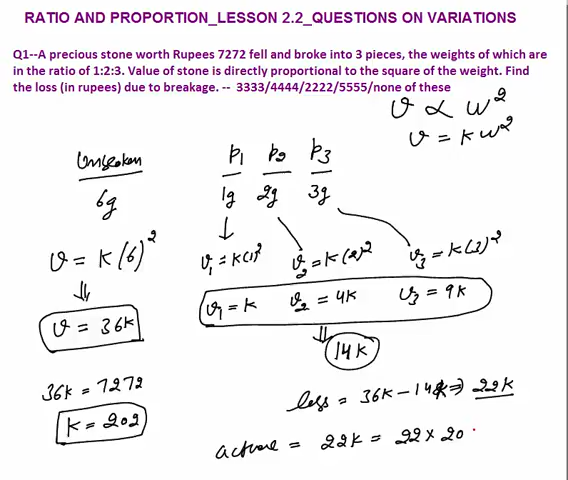 RATIO AND PROPORTION_LESSON 2.2_QUESTIONS ON VARIATIONS
Q1--A precious stone worth Rupees 7272 fell and broke into 3 pieces, the weights of which are
in the ratio of 1:2:3. Value of stone is directly proportional to the square of the weight. Find
the loss (in rupees) due to breakage. -- 3333/4444/2222/5555/none of these
v ∝ w²
v = kw²
Unbroken
P1 P2 P3
6g
1g 2g 3g
v = k(6)²
v1 = k(1)² v2 = k(2)² v3 = k(3)²
v1 = k v2 = 4k v3 = 9k
v = 36k
14k
36k = 7272
loss = 36k - 14k ⇒ 22k
k = 202
actual = 22k = 22 × 20